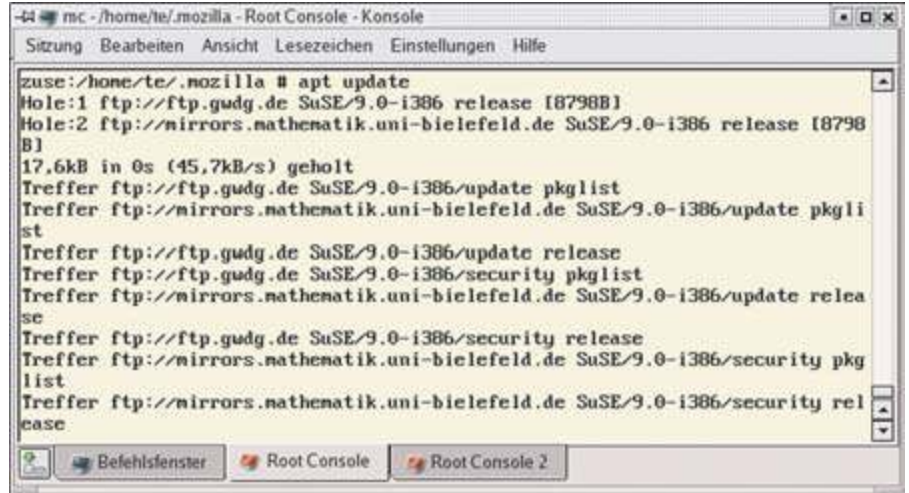 mc - /home/te/.mozilla - Root Console - Konsole
Sitzung Bearbeiten Ansicht Lesezeichen Einstellungen Hilfe
zuse:/home/te/.mozilla # apt update
Hole:1 ftp://ftp.gwdg.de SuSE/9.0-i386 release [8798B]
Hole:2 ftp://mirrors.mathematik.uni-bielefeld.de SuSE/9.0-i386 release [8798
B]
17,6kB in 0s (45,7kB/s) geholt
Treffer ftp://ftp.gwdg.de SuSE/9.0-i386/update pkglist
Treffer ftp://mirrors.mathematik.uni-bielefeld.de SuSE/9.0-i386/update pkgli
st
Treffer ftp://ftp.gwdg.de SuSE/9.0-i386/update release
Treffer ftp://ftp.gwdg.de SuSE/9.0-i386/security pkglist
Treffer ftp://mirrors.mathematik.uni-bielefeld.de SuSE/9.0-i386/update relea
se
Treffer ftp://ftp.gwdg.de SuSE/9.0-i386/security release
Treffer ftp://mirrors.mathematik.uni-bielefeld.de SuSE/9.0-i386/security pkg
list
Treffer ftp://mirrors.mathematik.uni-bielefeld.de SuSE/9.0-i386/security rel
ease
Befehlsfenster Root Console Root Console 2